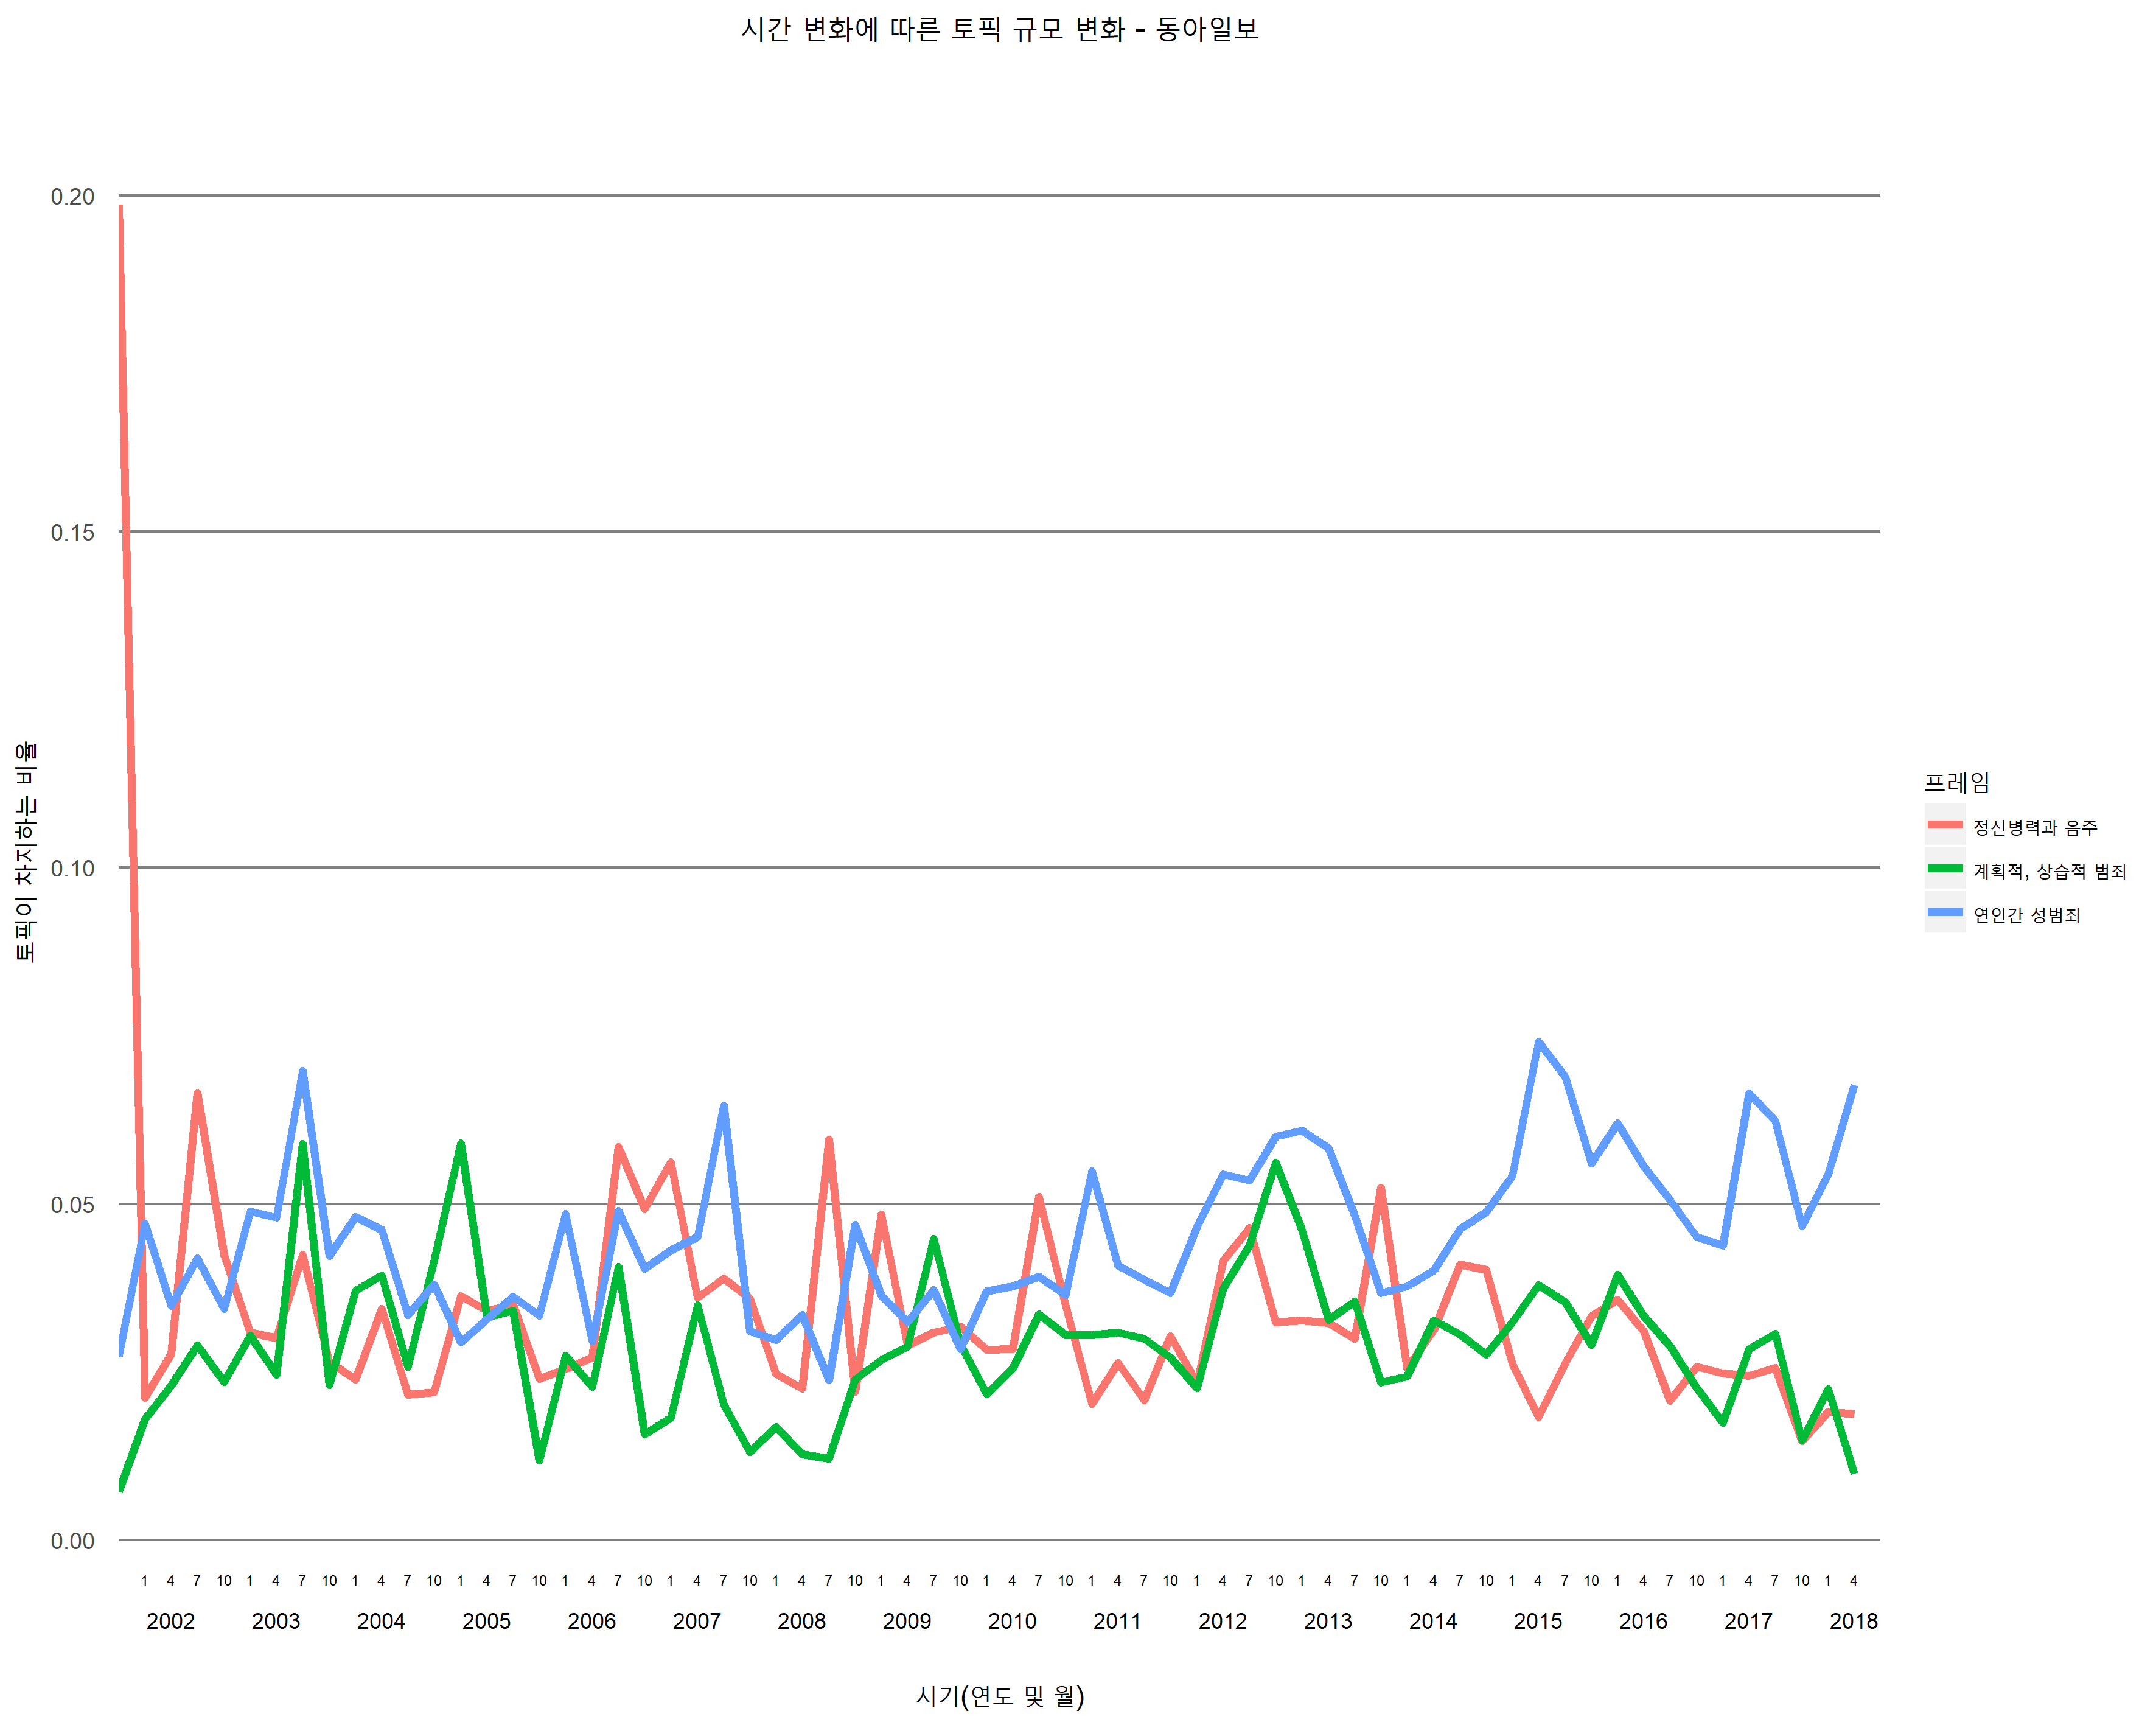 시간 변화에 따른 토픽 규모 변화 - 동아일보
토픽이 차지하는 비율
0.20
0.15
0.10
0.05
0.00
1 4 7 10 1 4 7 10 1 4 7 10 1 4 7 10 1 4 7 10 1 4 7 10 1 4 7 10 1 4 7 10 1 4 7 10 1 4 7 10 1 4 7 10 1 4 7 10 1 4 7 10 1 4 7 10 1 4 7 10 1 4 7 10 1 4
2002 2003 2004 2005 2006 2007 2008 2009 2010 2011 2012 2013 2014 2015 2016 2017 2018
시기(연도 및 월)
프레임
정신병력과 음주
계획적, 상습적 범죄
연인간 성범죄